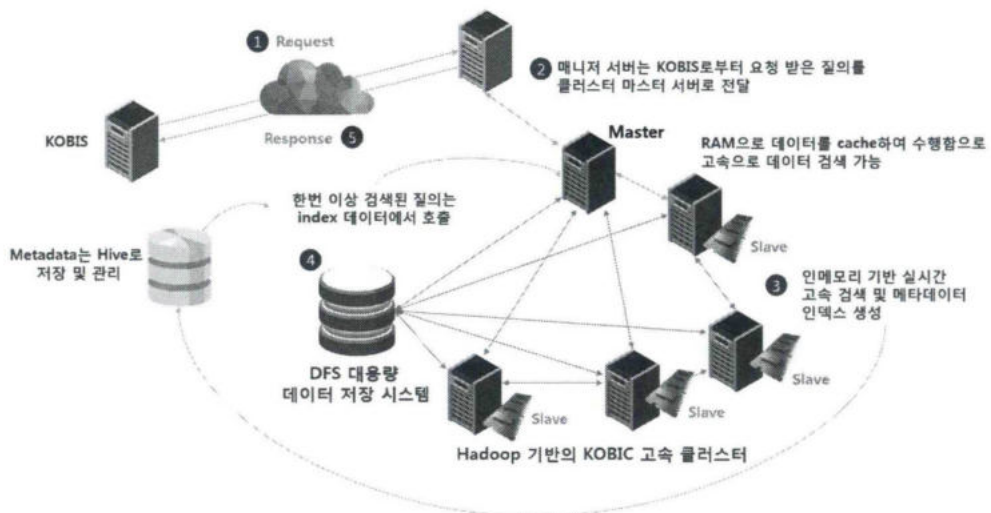 1 Request
2 매니저 서버는 KOBIS로부터 요청 받은 질의를
클러스터 마스터 서버로 전달
KOBIS
Response 5
Master
RAM으로 데이터를 cache하여 수행함으로
고속으로 데이터 검색 가능
한번 이상 검색된 질의는
index 데이터에서 호출
Slave
Metadata는 Hive로
저장 및 관리
4
3 인메모리 기반 실시간
고속 검색 및 메타데이터
인덱스 생성
DFS 대용량
데이터 저장 시스템
Slave
Slave
Slave
Hadoop 기반의 KOBIC 고속 클러스터